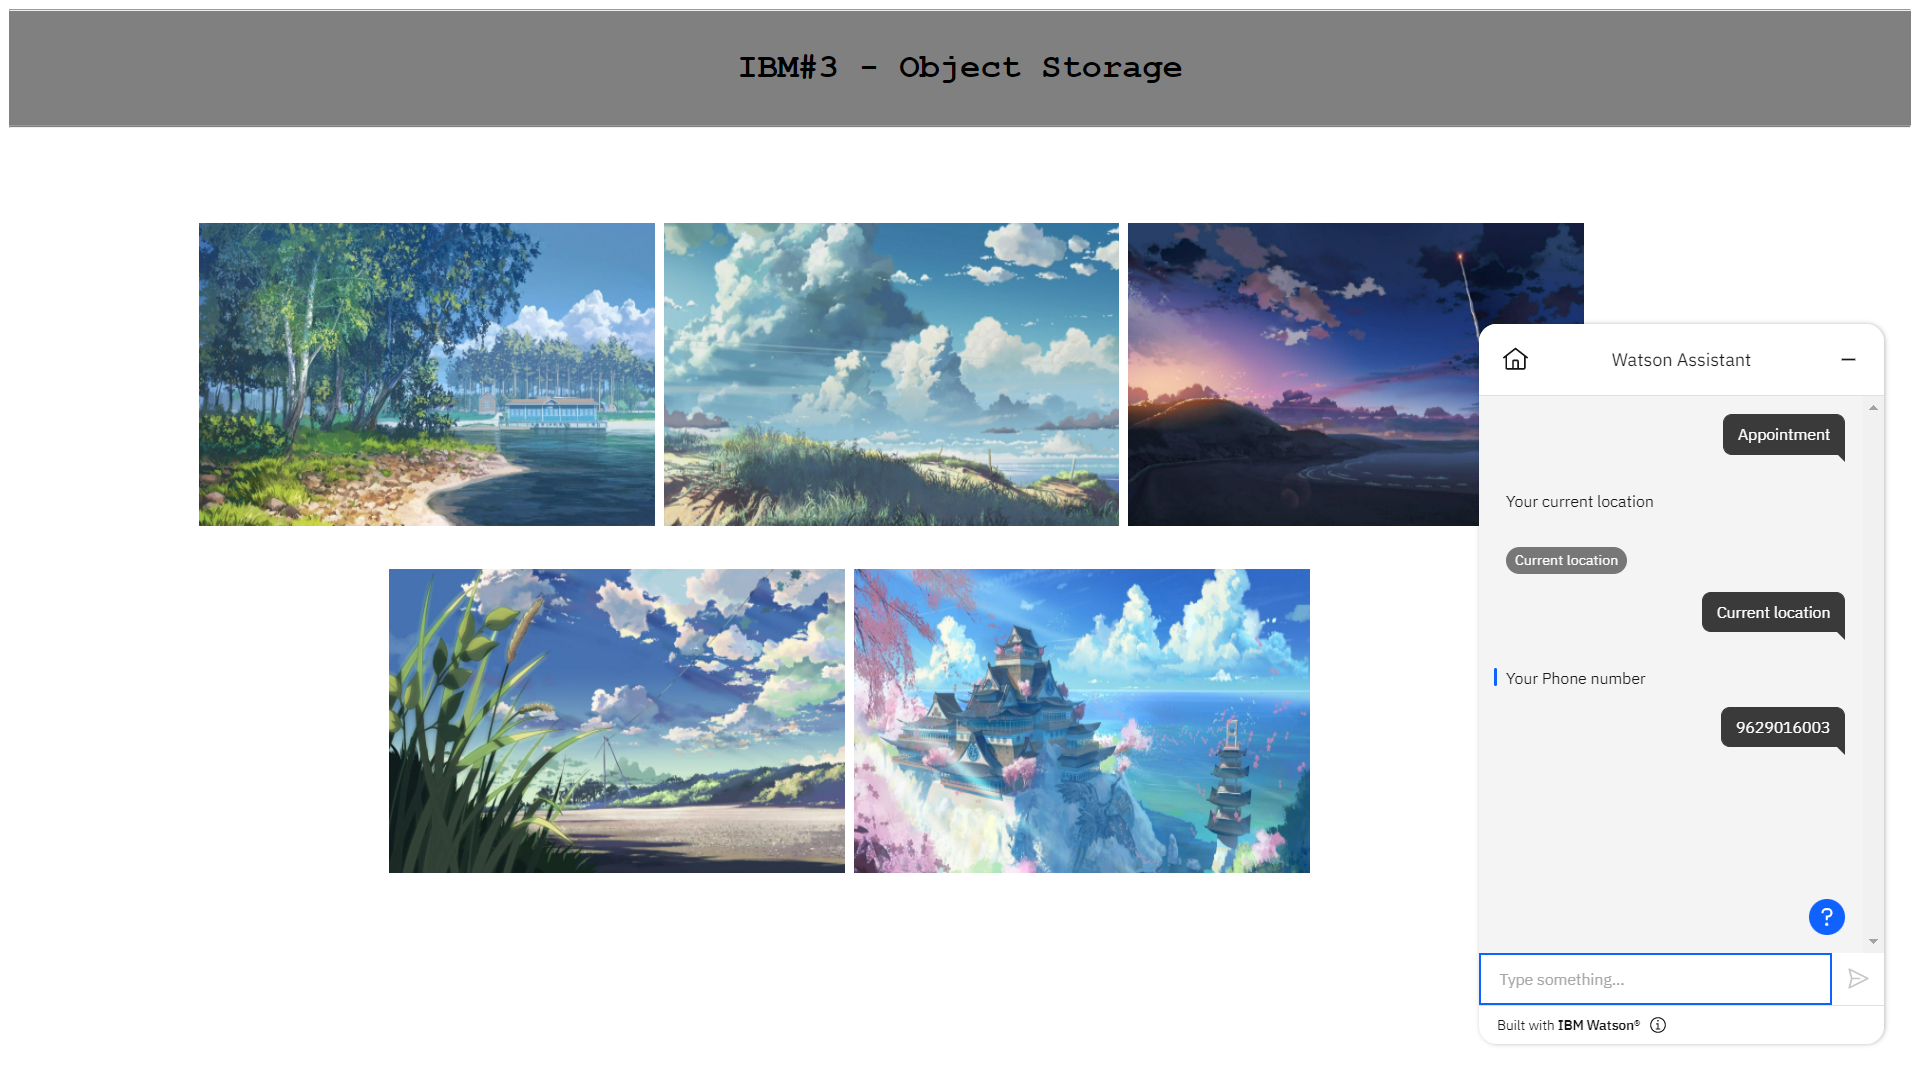 IBM#3 - Object Storage
Watson Assistant
Appointment
Your current location
Current location
Current location
Your Phone number
9629016003
?
Type something...
Built with IBM Watson®